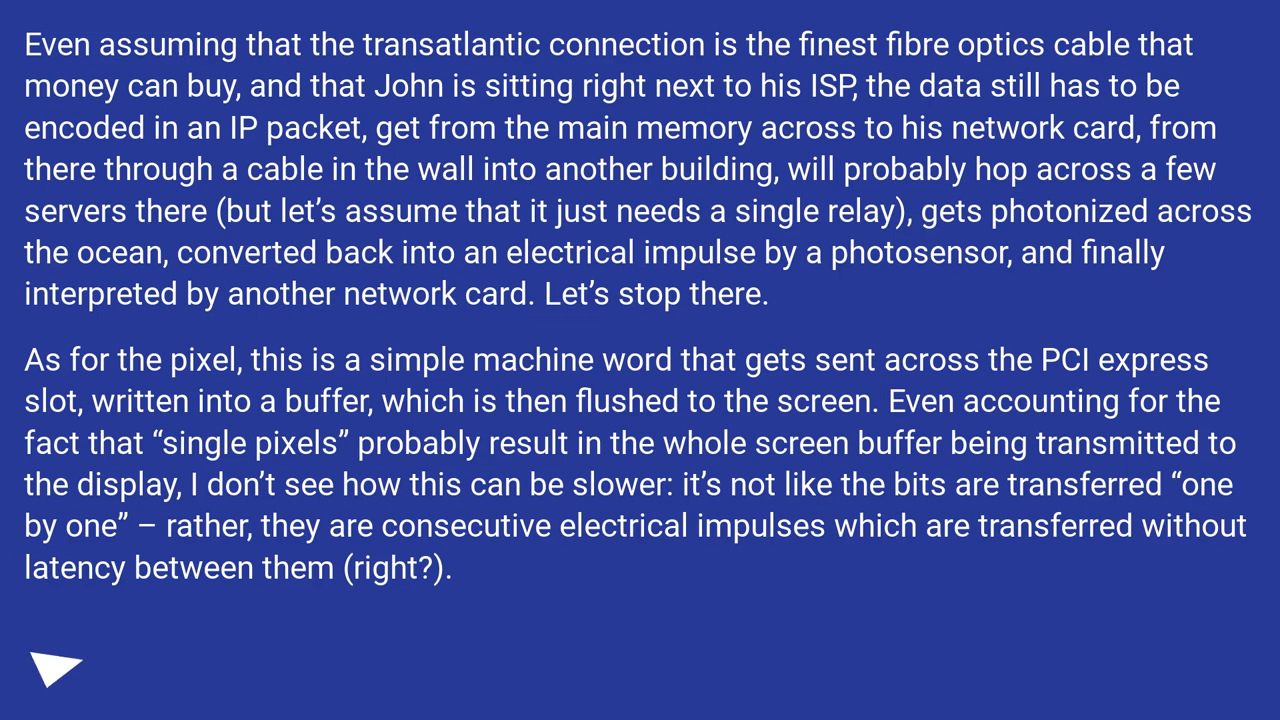 Even assuming that the transatlantic connection is the finest fibre optics cable that
money can buy, and that John is sitting right next to his ISP, the data still has to be
encoded in an IP packet, get from the main memory across to his network card, from
there through a cable in the wall into another building, will probably hop across a few
servers there (but let’s assume that it just needs a single relay), gets photonized across
the ocean, converted back into an electrical impulse by a photosensor, and finally
interpreted by another network card. Let’s stop there.
As for the pixel, this is a simple machine word that gets sent across the PCI express
slot, written into a buffer, which is then flushed to the screen. Even accounting for the
fact that “single pixels” probably result in the whole screen buffer being transmitted to
the display, I don’t see how this can be slower: it’s not like the bits are transferred “one
by one” – rather, they are consecutive electrical impulses which are transferred without
latency between them (right?).